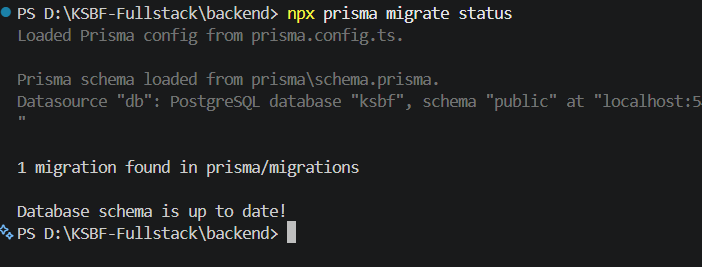 PS D:\KSBF-Fullstack\backend> npx prisma migrate status
Loaded Prisma config from prisma.config.ts.
Prisma schema loaded from prisma\schema.prisma.
Datasource "db": PostgreSQL database "ksbf", schema "public" at "localhost:5
"
1 migration found in prisma/migrations
Database schema is up to date!
PS D:\KSBF-Fullstack\backend>